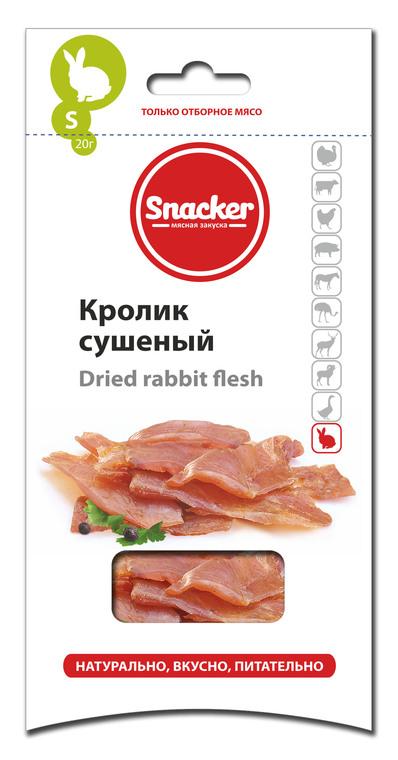 ТОЛЬКО ОТБОРНОЕ МЯСО
S
20г
Snacker
мясная закуска
Кролик
сушеный
Dried rabbit flesh
НАТУРАЛЬНО, ВКУСНО, ПИТАТЕЛЬНО